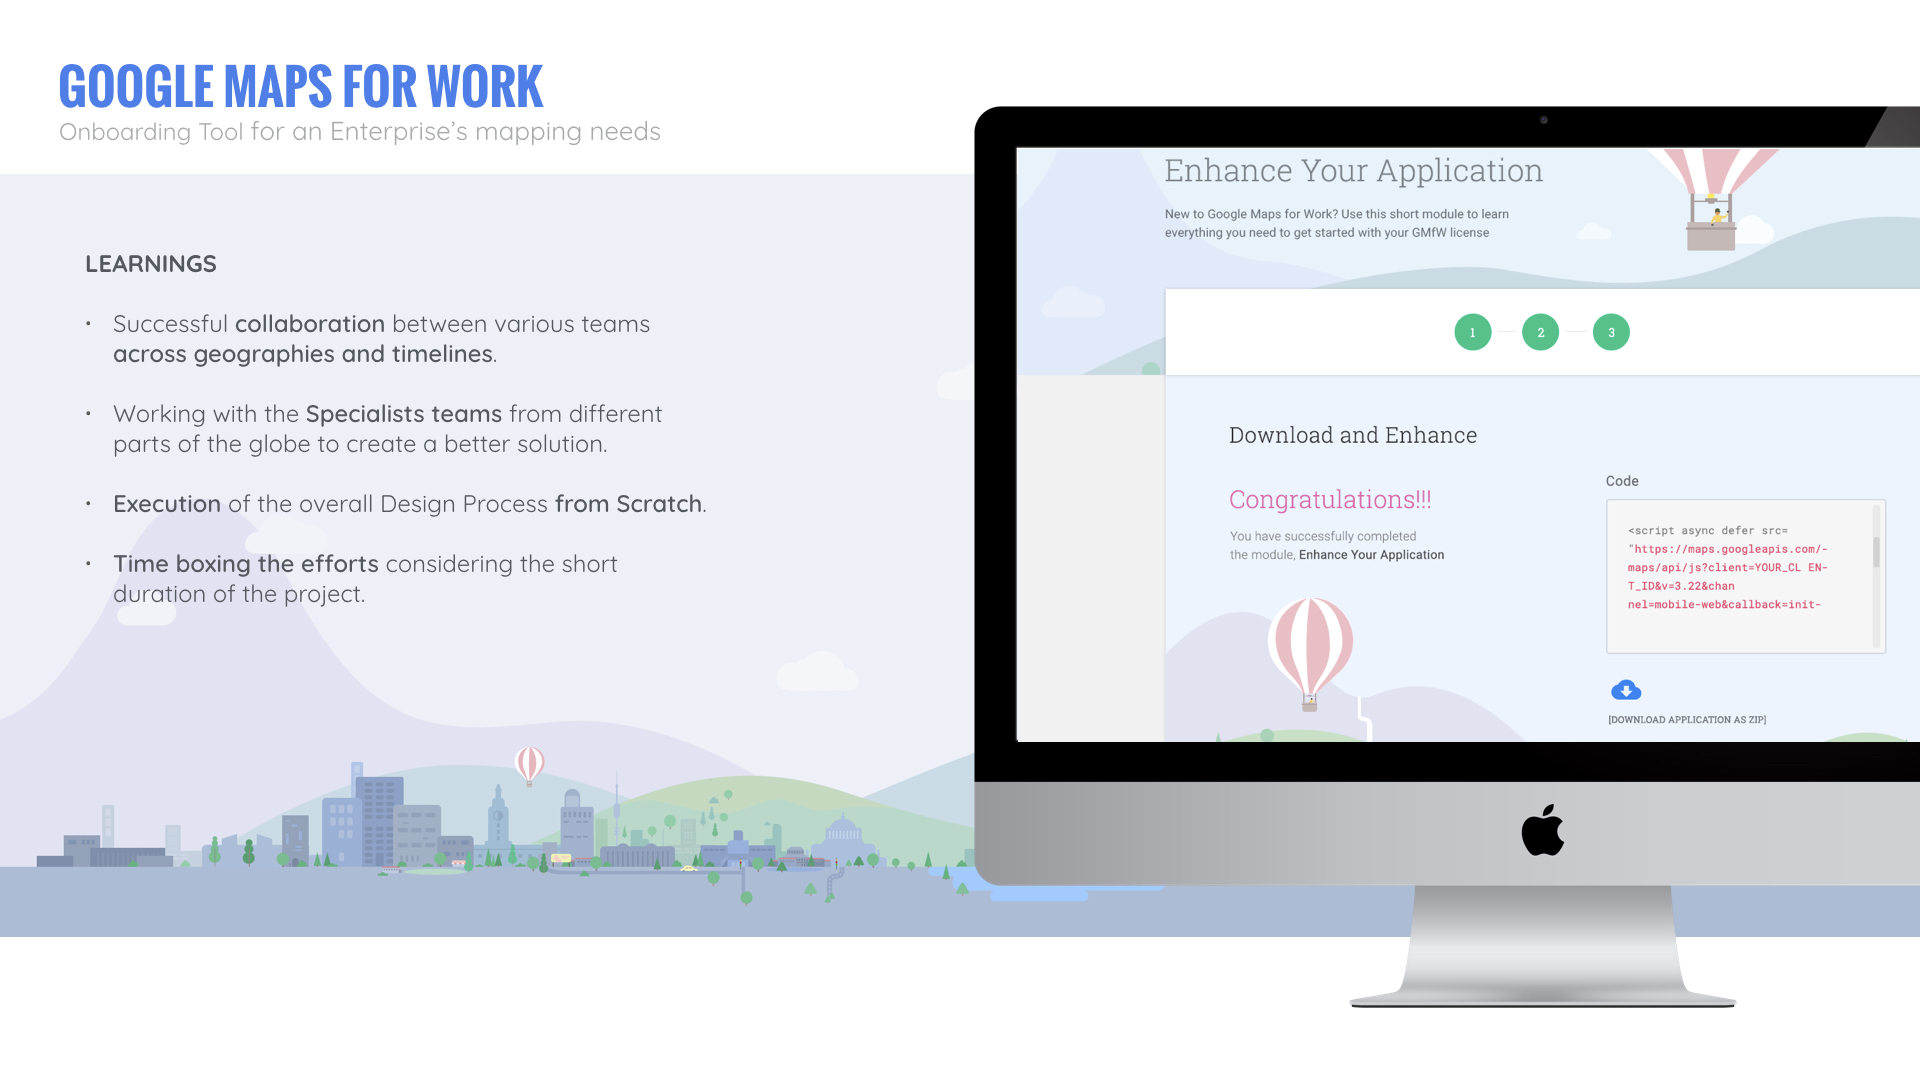 GOOGLE MAPS FOR WORK
Onboarding Tool for an Enterprise’s mapping needs
LEARNINGS
• Successful collaboration between various teams
across geographies and timelines.
• Working with the Specialists teams from different
parts of the globe to create a better solution.
• Execution of the overall Design Process from Scratch.
• Time boxing the efforts considering the short
duration of the project.
Enhance Your Application
New to Google Maps for Work? Use this short module to learn
everything you need to get started with your GMfW license
1 2 3
Download and Enhance
Congratulations!!!
You have successfully completed
the module, Enhance Your Application
Code
<script async defer src=
"https://maps.googleapis.com/-
maps/api/js?client=YOUR_CL EN-
T_ID&v=3.22&chan
nel=mobile-web&callback=init-
[DOWNLOAD APPLICATION AS ZIP]